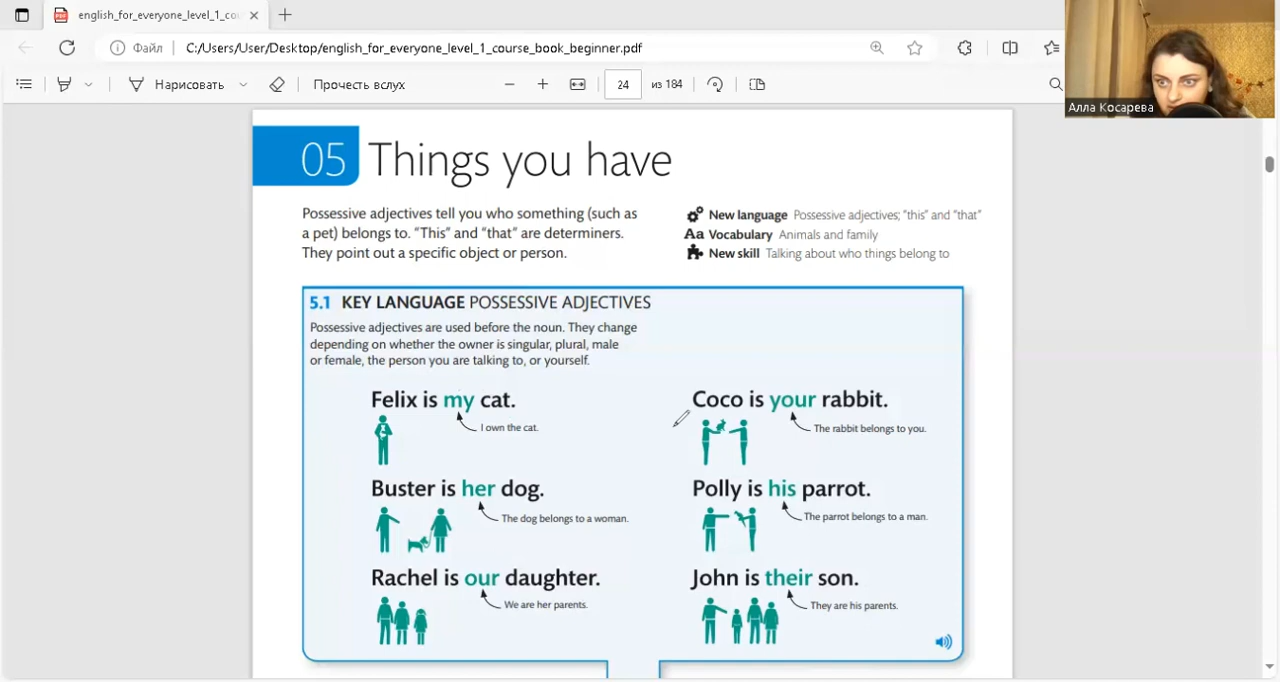 english_for_everyone_level_1_cou
Файл
C:/Users/User/Desktop/english_for_everyone_level_1_course_book_beginner.pdf
Нарисовать
Прочесть вслух
24
из 184
Алла Косарева
05 Things you have
Possessive adjectives tell you who something (such as
a pet) belongs to. “This” and “that” are determiners.
They point out a specific object or person.
New language Possessive adjectives; “this” and “that”
Aa Vocabulary Animals and family
New skill Talking about who things belong to
5.1 KEY LANGUAGE POSSESSIVE ADJECTIVES
Possessive adjectives are used before the noun. They change
depending on whether the owner is singular, plural, male
or female, the person you are talking to, or yourself.
Felix is my cat.
I own the cat.
Coco is your rabbit.
The rabbit belongs to you.
Buster is her dog.
The dog belongs to a woman.
Polly is his parrot.
The parrot belongs to a man.
Rachel is our daughter.
We are her parents.
John is their son.
They are his parents.